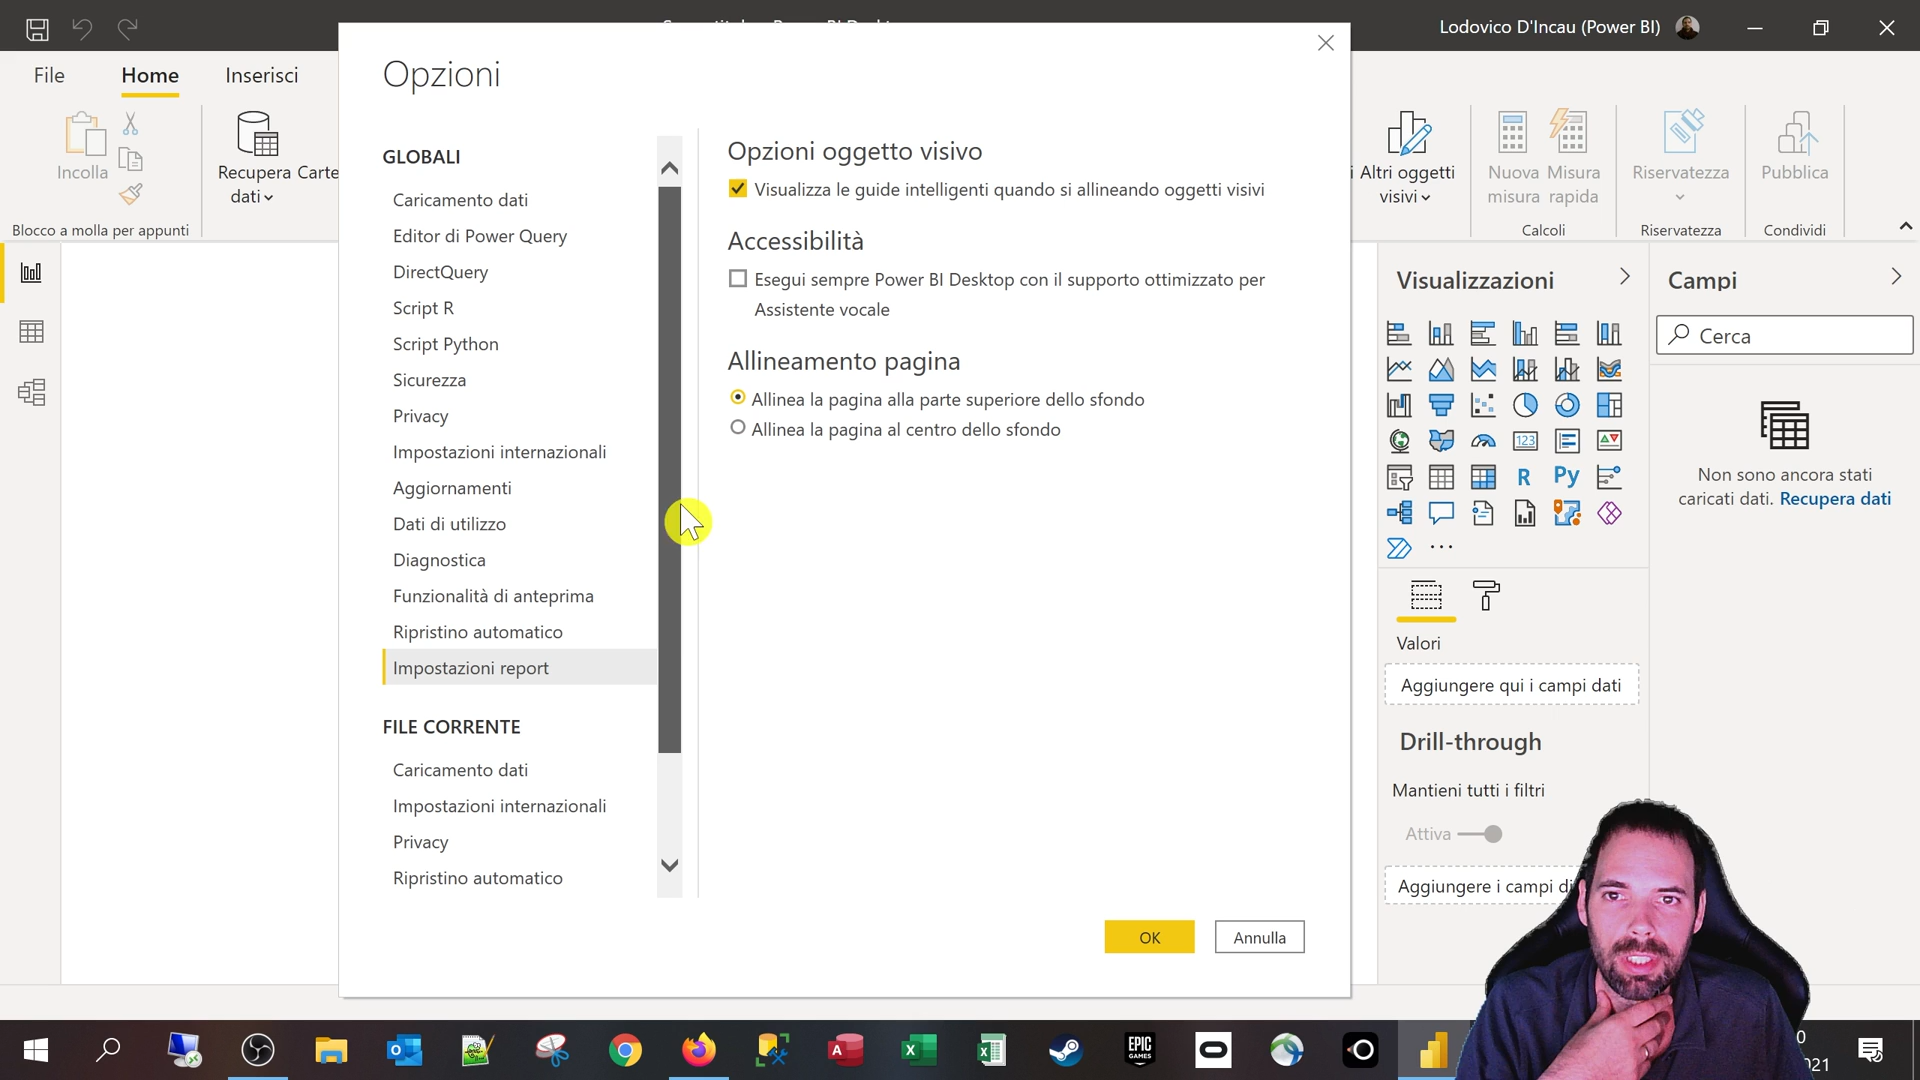 Lodovico D'Incau (Power BI)
File
Home
Inserisci
Incolla
Recupera
dati
Carte
Blocco a molla per appunti
Altri oggetti
visivi
Nuova
misura
Misura
rapida
Calcoli
Riservatezza
Riservatezza
Pubblica
Condividi
Opzioni
GLOBALI
Caricamento dati
Editor di Power Query
DirectQuery
Script R
Script Python
Sicurezza
Privacy
Impostazioni internazionali
Aggiornamenti
Dati di utilizzo
Diagnostica
Funzionalità di anteprima
Ripristino automatico
Impostazioni report
FILE CORRENTE
Caricamento dati
Impostazioni internazionali
Privacy
Ripristino automatico
Opzioni oggetto visivo
Visualizza le guide intelligenti quando si allineando oggetti visivi
Accessibilità
Esegui sempre Power BI Desktop con il supporto ottimizzato per
Assistente vocale
Allineamento pagina
Allinea la pagina alla parte superiore dello sfondo
Allinea la pagina al centro dello sfondo
OK
Annulla
Visualizzazioni
123
R
Py
Valori
Aggiungere qui i campi dati
Drill-through
Mantieni tutti i filtri
Attiva
Aggiungere i campi di
Campi
Cerca
Non sono ancora stati
caricati dati. Recupera dati
EPIC
GAMES
0
021